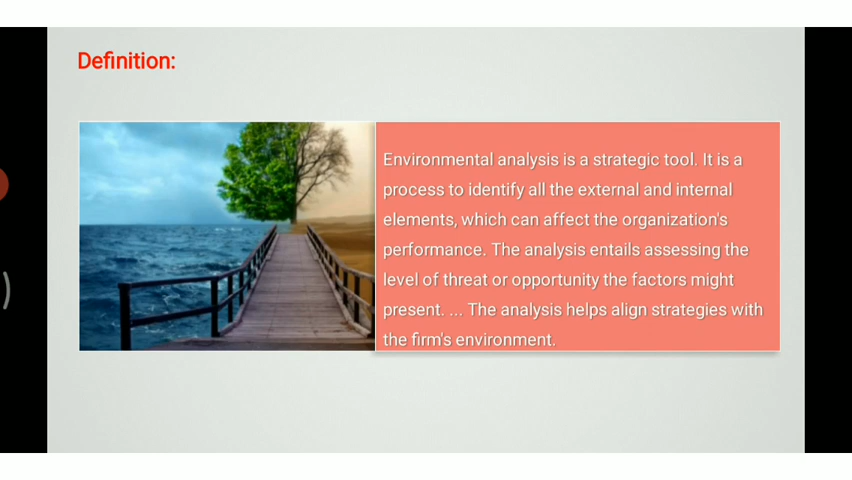 Definition:
Environmental analysis is a strategic tool. It is a
process to identify all the external and internal
elements, which can affect the organization's
performance. The analysis entails assessing the
level of threat or opportunity the factors might
present. ... The analysis helps align strategies with
the firm's environment.